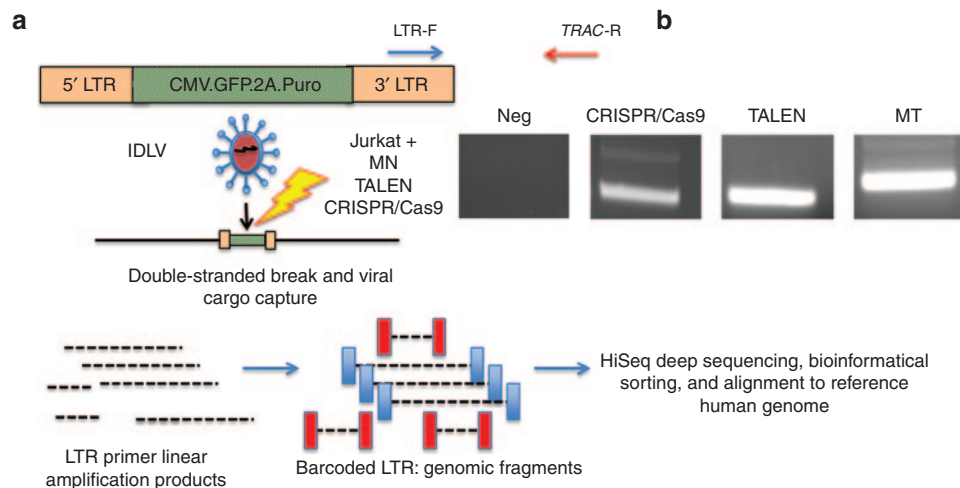 a
LTR-F
TRAC-R
5′ LTR
CMV.GFP.2A.Puro
3′ LTR
IDLV
Jurkat +
MN
TALEN
CRISPR/Cas9
Double-stranded break and viral
cargo capture
b
Neg
CRISPR/Cas9
TALEN
MT
LTR primer linear
amplification products
Barcoded LTR: genomic fragments
HiSeq deep sequencing, bioinformatical
sorting, and alignment to reference
human genome